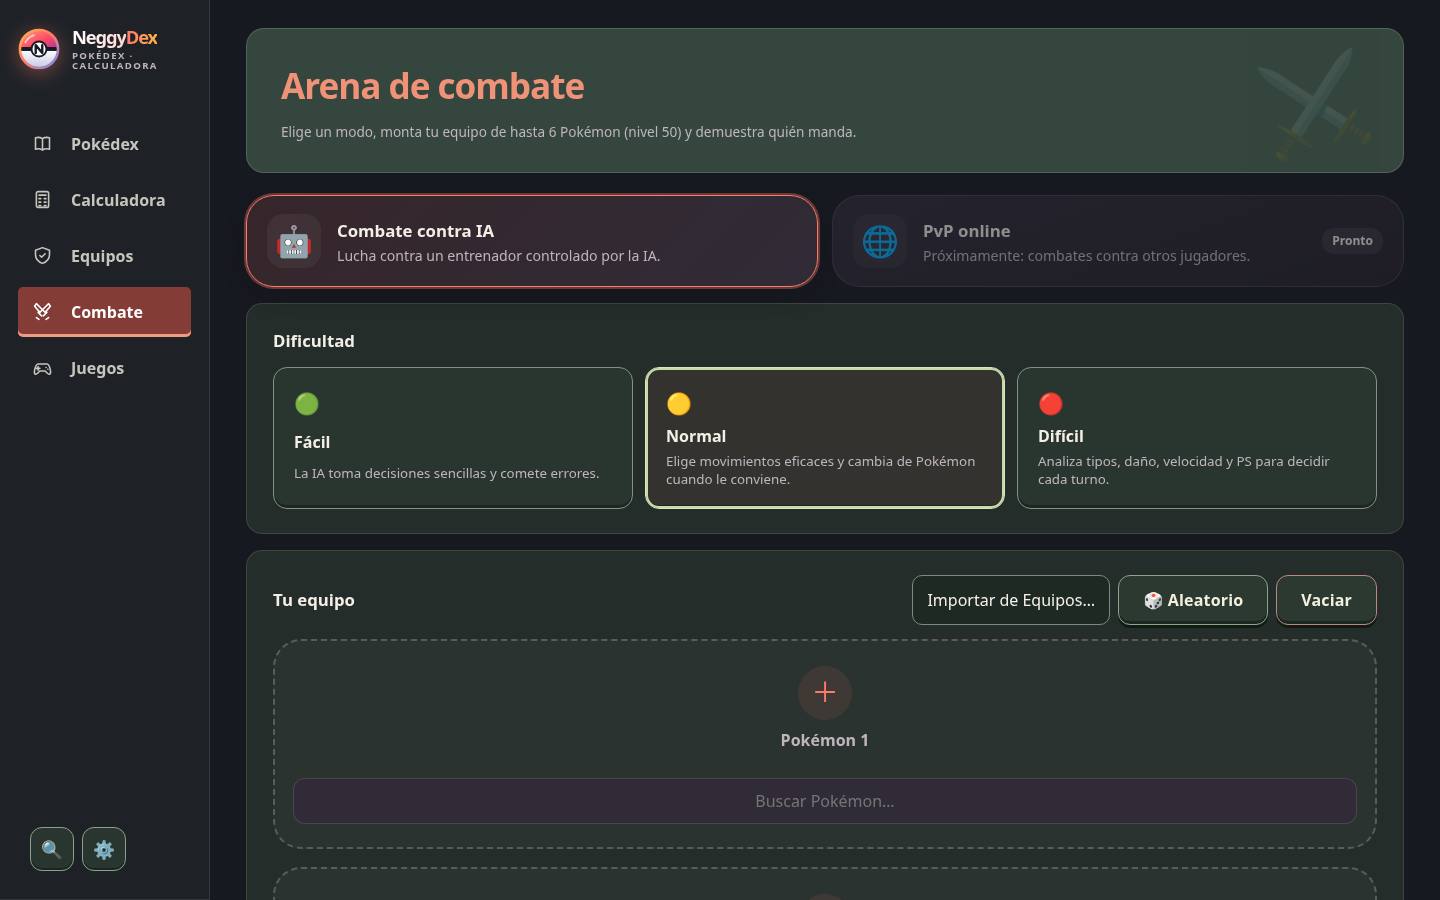 NeggyDex
POKÉDEX ·
CALCULADORA
Pokédex
Calculadora
Equipos
Combate
Juegos
Arena de combate
Elige un modo, monta tu equipo de hasta 6 Pokémon (nivel 50) y demuestra quién manda.
Combate contra IA
Lucha contra un entrenador controlado por la IA.
PvP online
Próximamente: combates contra otros jugadores.
Pronto
Dificultad
Fácil
La IA toma decisiones sencillas y comete errores.
Normal
Elige movimientos eficaces y cambia de Pokémon
cuando le conviene.
Difícil
Analiza tipos, daño, velocidad y PS para decidir
cada turno.
Tu equipo
Importar de Equipos...
Aleatorio
Vaciar
Pokémon 1
Buscar Pokémon...